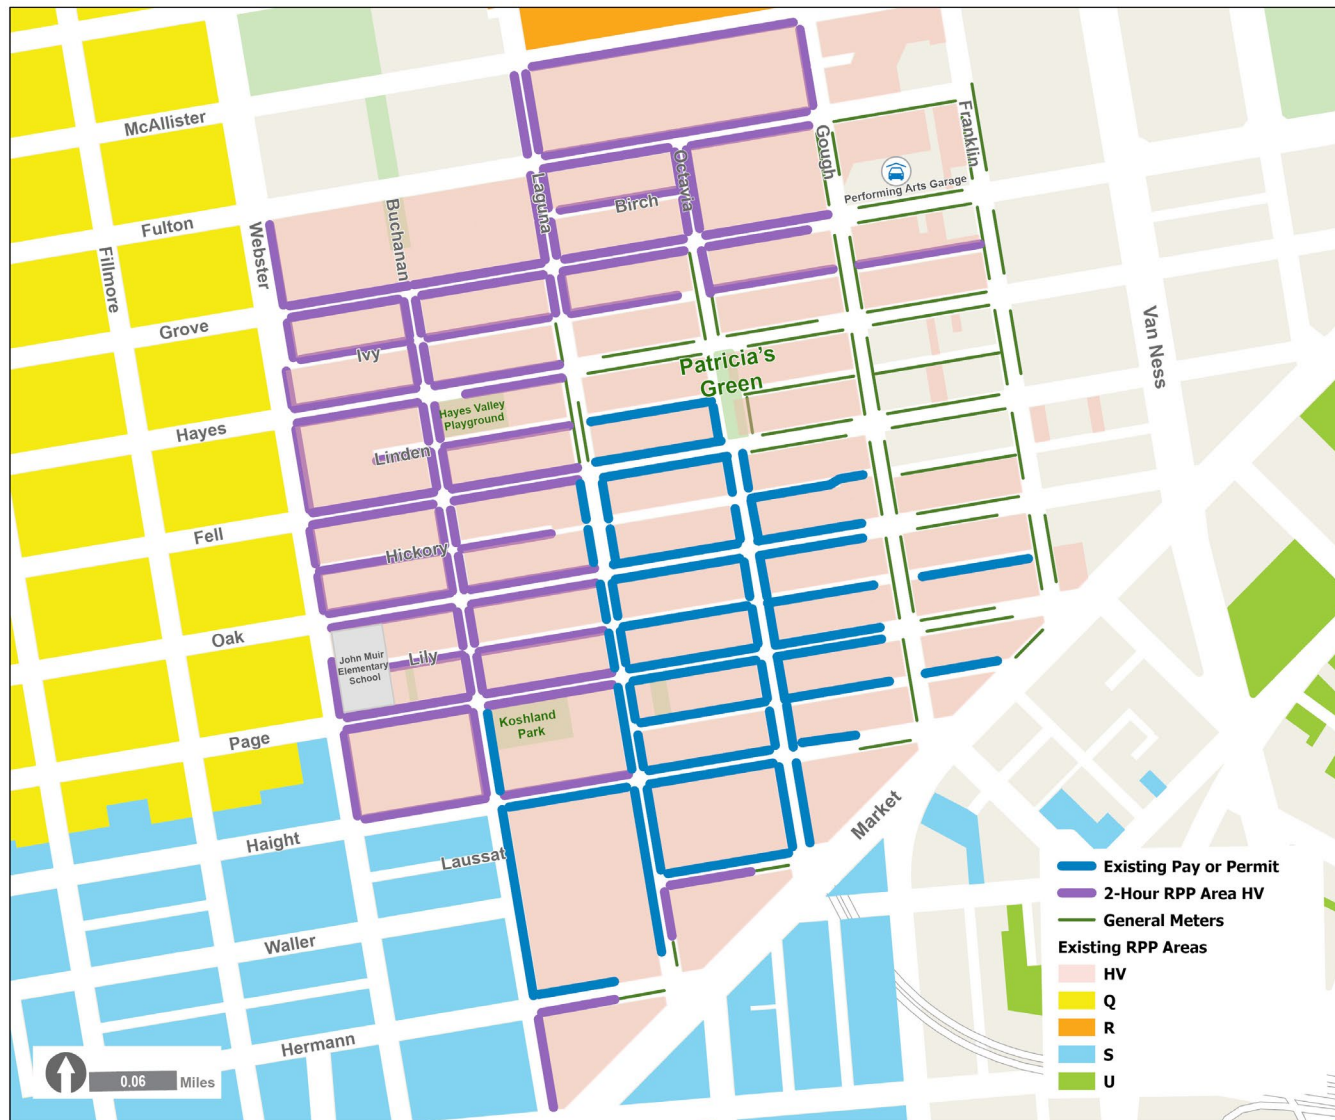 McAllister
Franklin
Gough
Octavia
Performing Arts Garage
Laguna
Birch
Buchanan
Fulton
Webster
Fillmore
Grove
Van Ness
Ivy
Patricia's
Green
Hayes Valley
Playground
Hayes
Linden
Fell
Hickory
Oak
John Muir
Elementary
School
Lily
Koshland
Park
Page
Market
Haight
Laussat
Waller
Hermann
0.06 Miles
Existing Pay or Permit
2-Hour RPP Area HV
General Meters
Existing RPP Areas
HV
Q
R
S
U